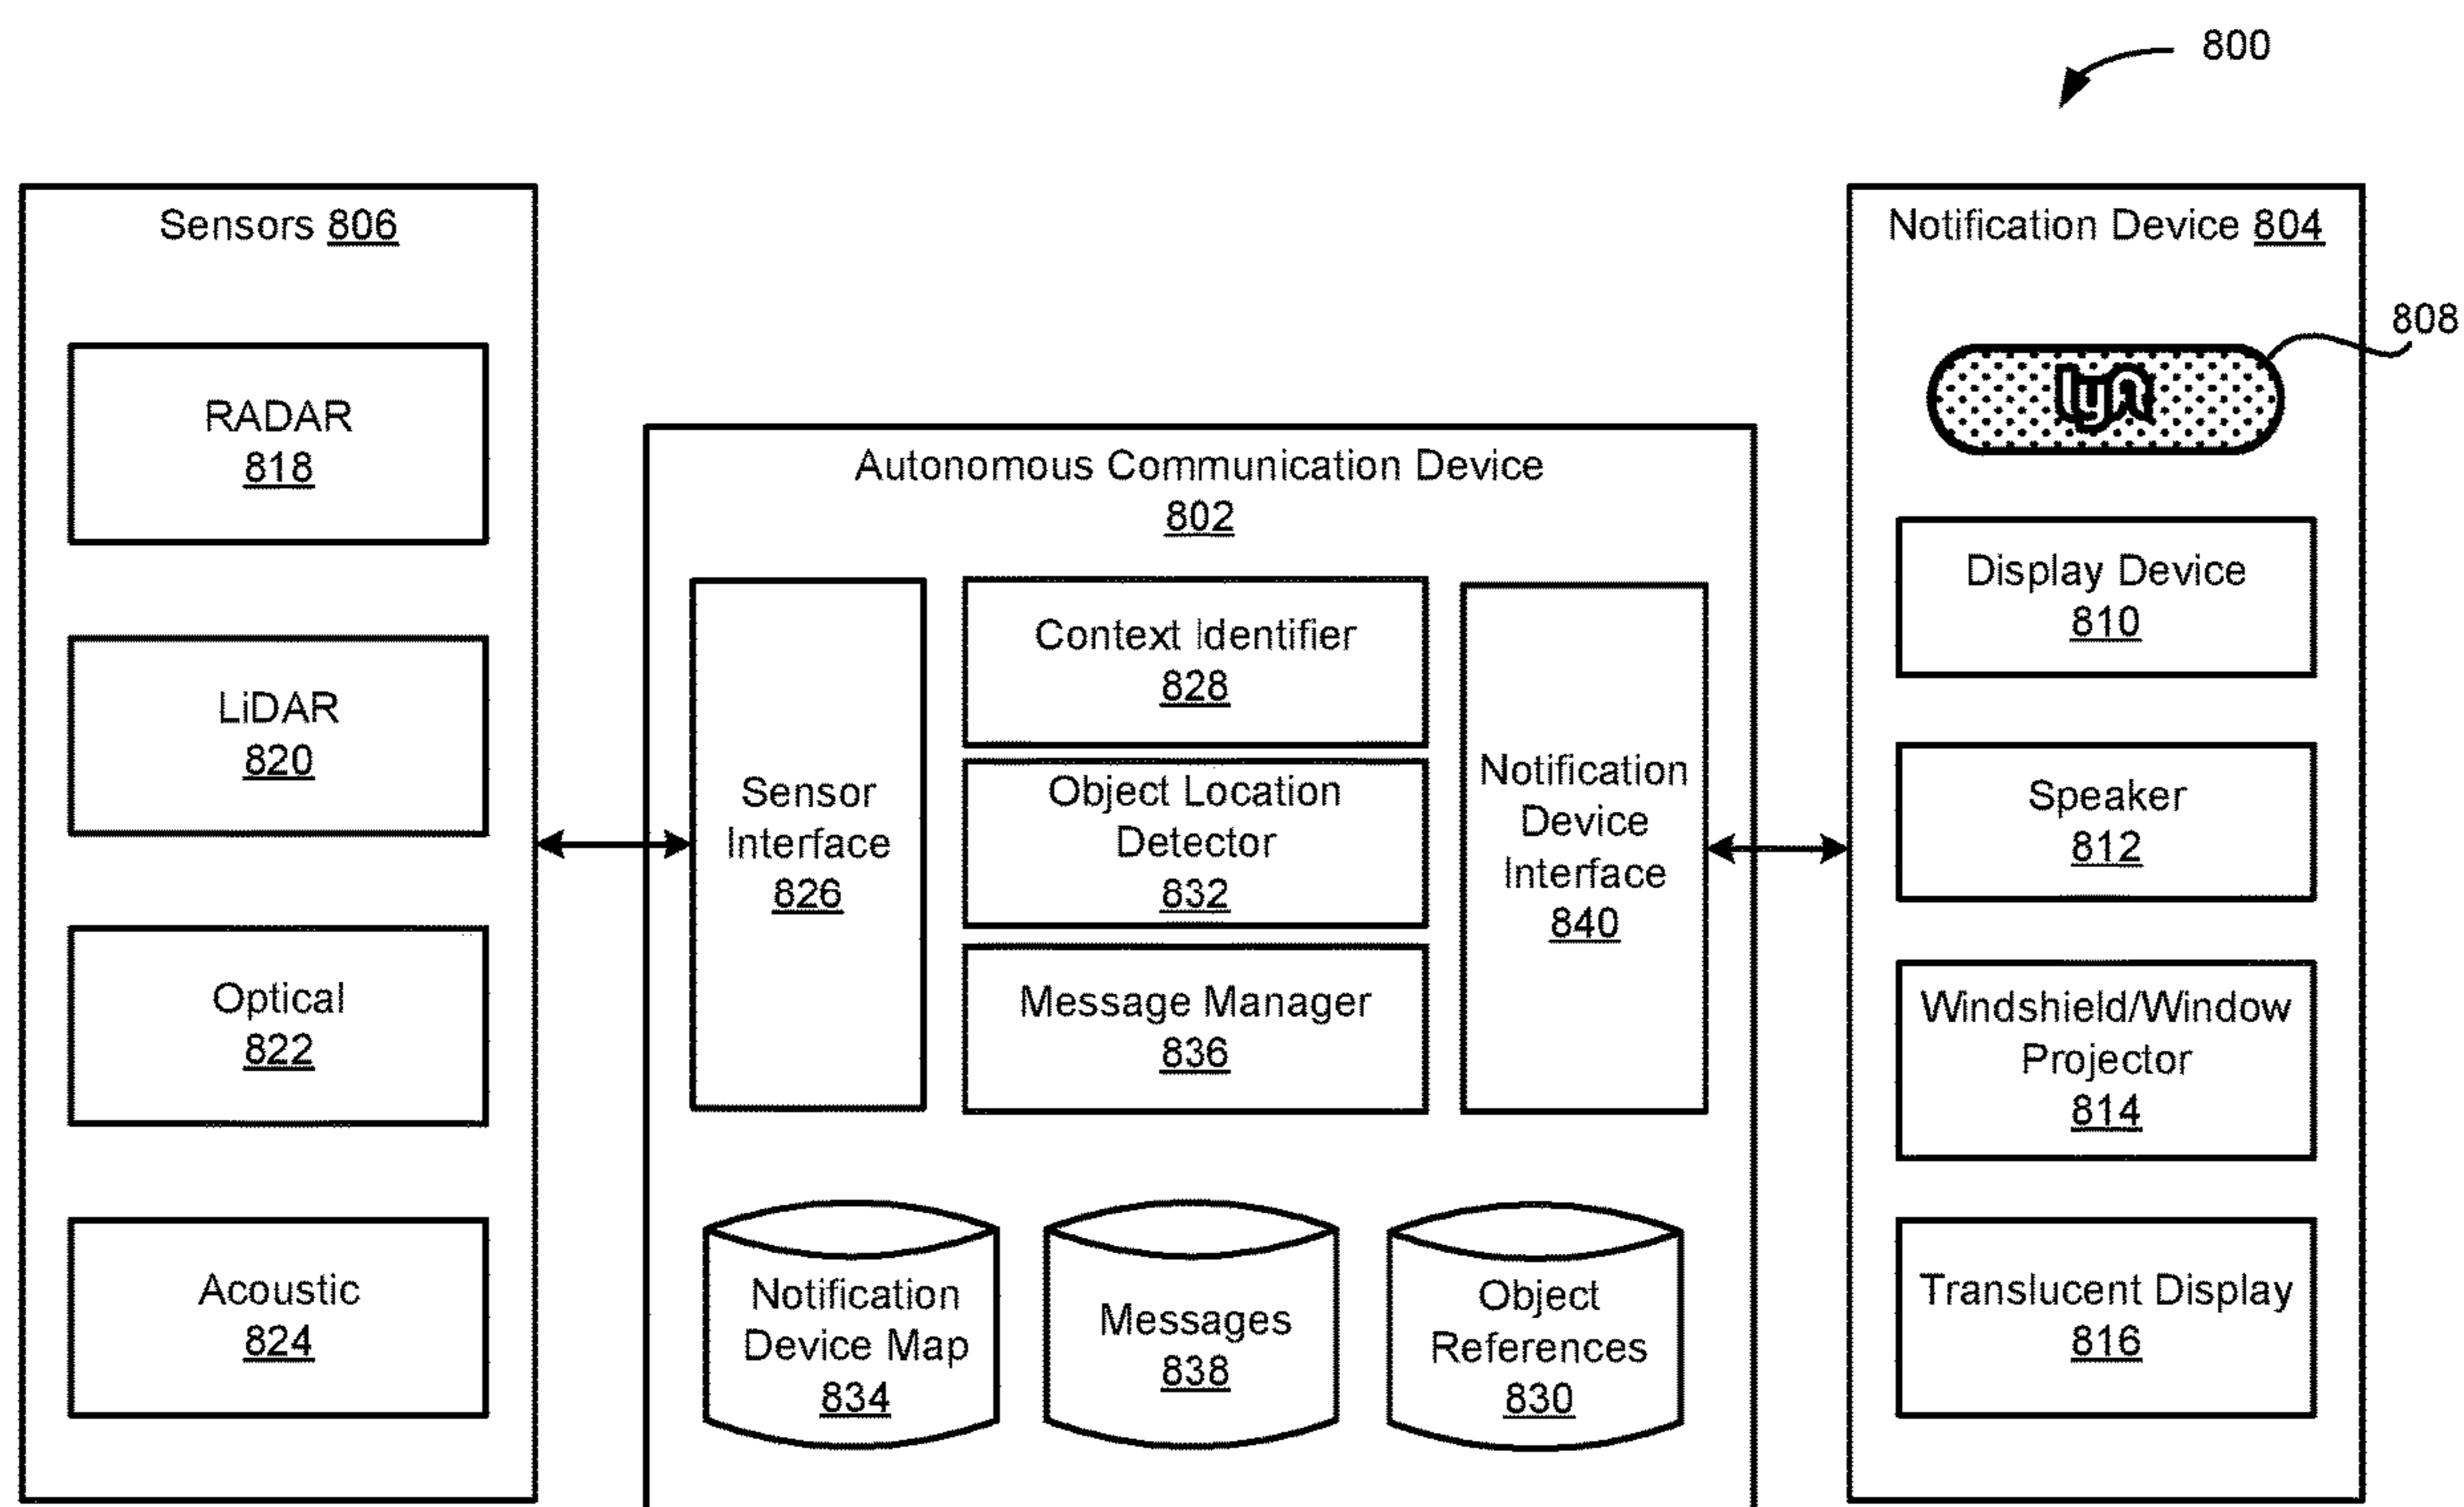 800
Sensors 806
RADAR
818
LiDAR
820
Optical
822
Acoustic
824
Autonomous Communication Device
802
Sensor
Interface
826
Context Identifier
828
Object Location
Detector
832
Message Manager
836
Notification
Device
Interface
840
Notification
Device Map
834
Messages
838
Object
References
830
Notification Device 804
808
lyft
Display Device
810
Speaker
812
Windshield/Window
Projector
814
Translucent Display
816